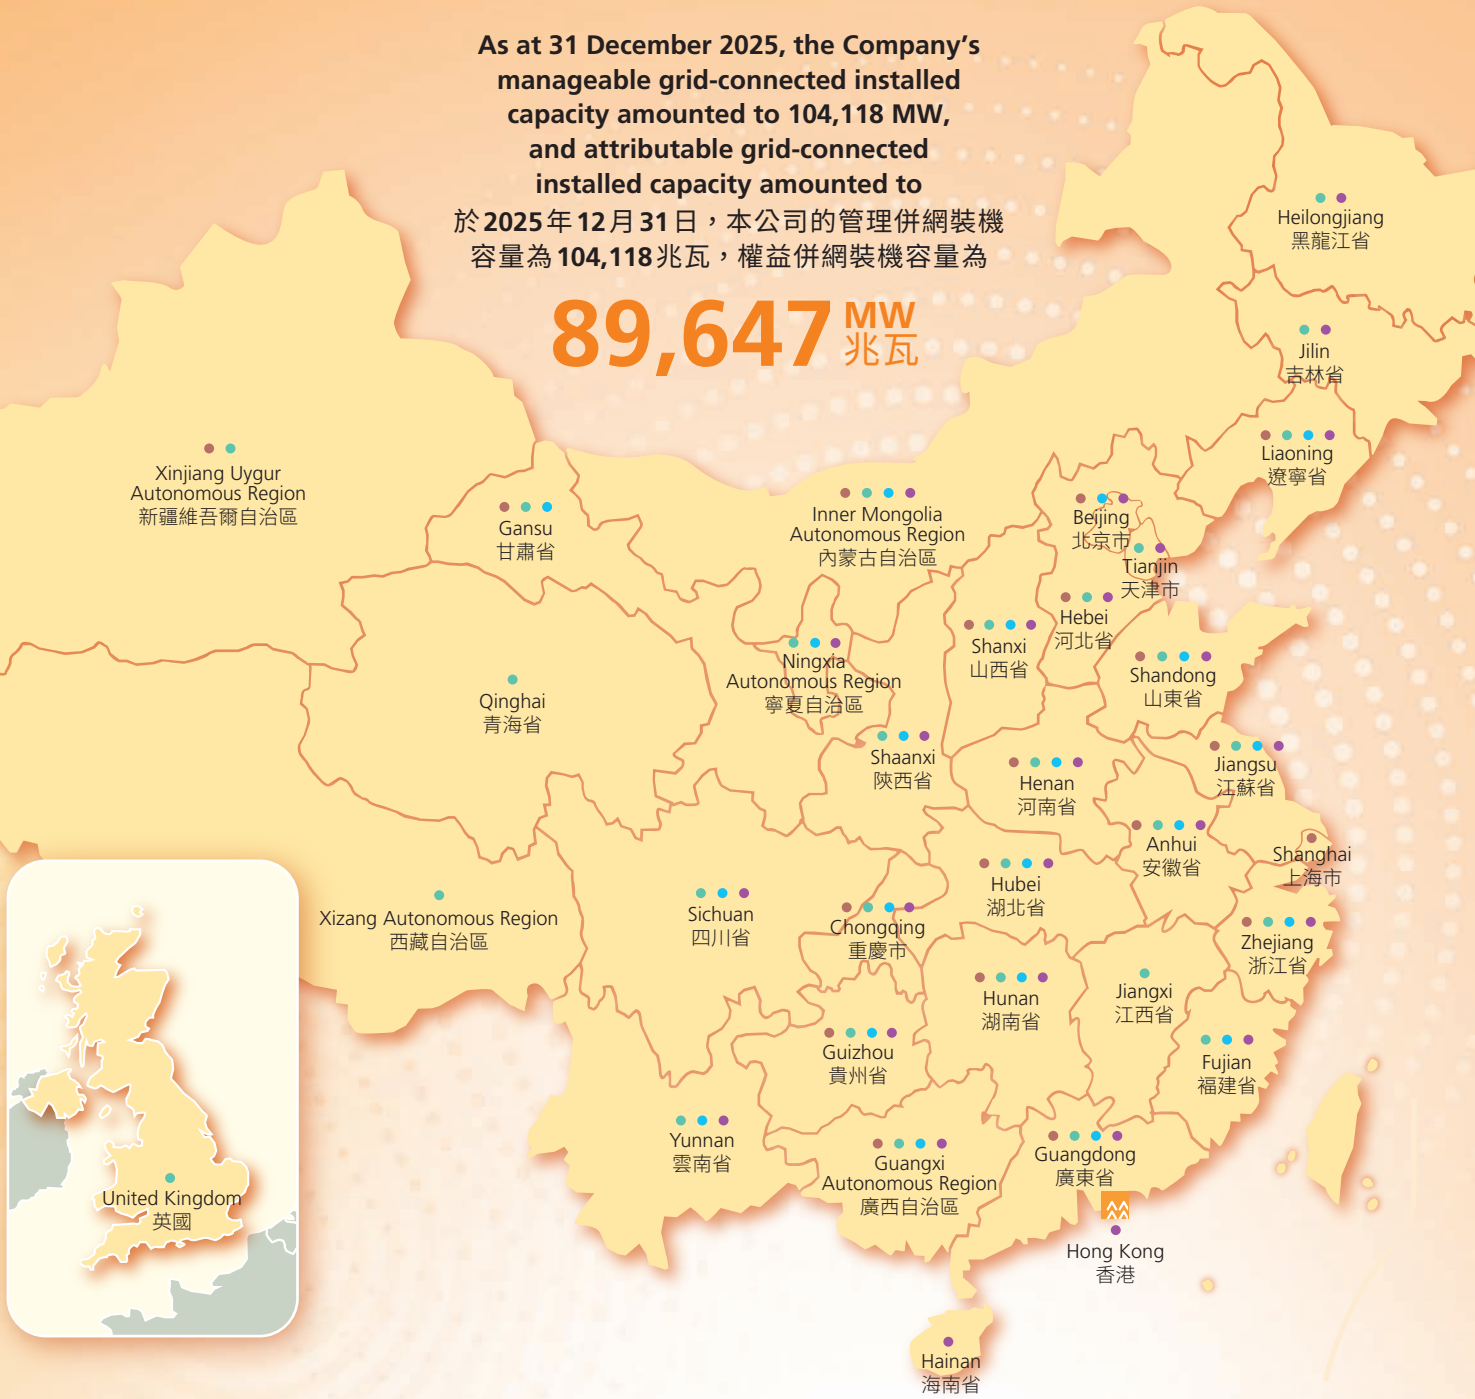 As at 31 December 2025, the Company's
manageable grid-connected installed
capacity amounted to 104,118 MW,
and attributable grid-connected
installed capacity amounted to
於2025年12月31日，本公司的管理併網裝機
容量為104,118兆瓦，權益併網裝機容量為
89,647 MW
兆瓦
Heilongjiang
黑龍江省
Jilin
吉林省
Liaoning
遼寧省
Xinjiang Uygur
Autonomous Region
新疆維吾爾自治區
Gansu
甘肅省
Inner Mongolia
Autonomous Region
內蒙古自治區
Beijing
北京市
Tianjin
天津市
Hebei
河北省
Shanxi
山西省
Ningxia
Autonomous Region
寧夏自治區
Shandong
山東省
Qinghai
青海省
Shaanxi
陝西省
Henan
河南省
Jiangsu
江蘇省
Anhui
安徽省
Shanghai
上海市
Hubei
湖北省
Xizang Autonomous Region
西藏自治區
Sichuan
四川省
Chongqing
重慶市
Zhejiang
浙江省
Hunan
湖南省
Jiangxi
江西省
Guizhou
貴州省
Fujian
福建省
Yunnan
雲南省
Guangxi
Autonomous Region
廣西自治區
Guangdong
廣東省
United Kingdom
英國
Hong Kong
香港
Hainan
海南省